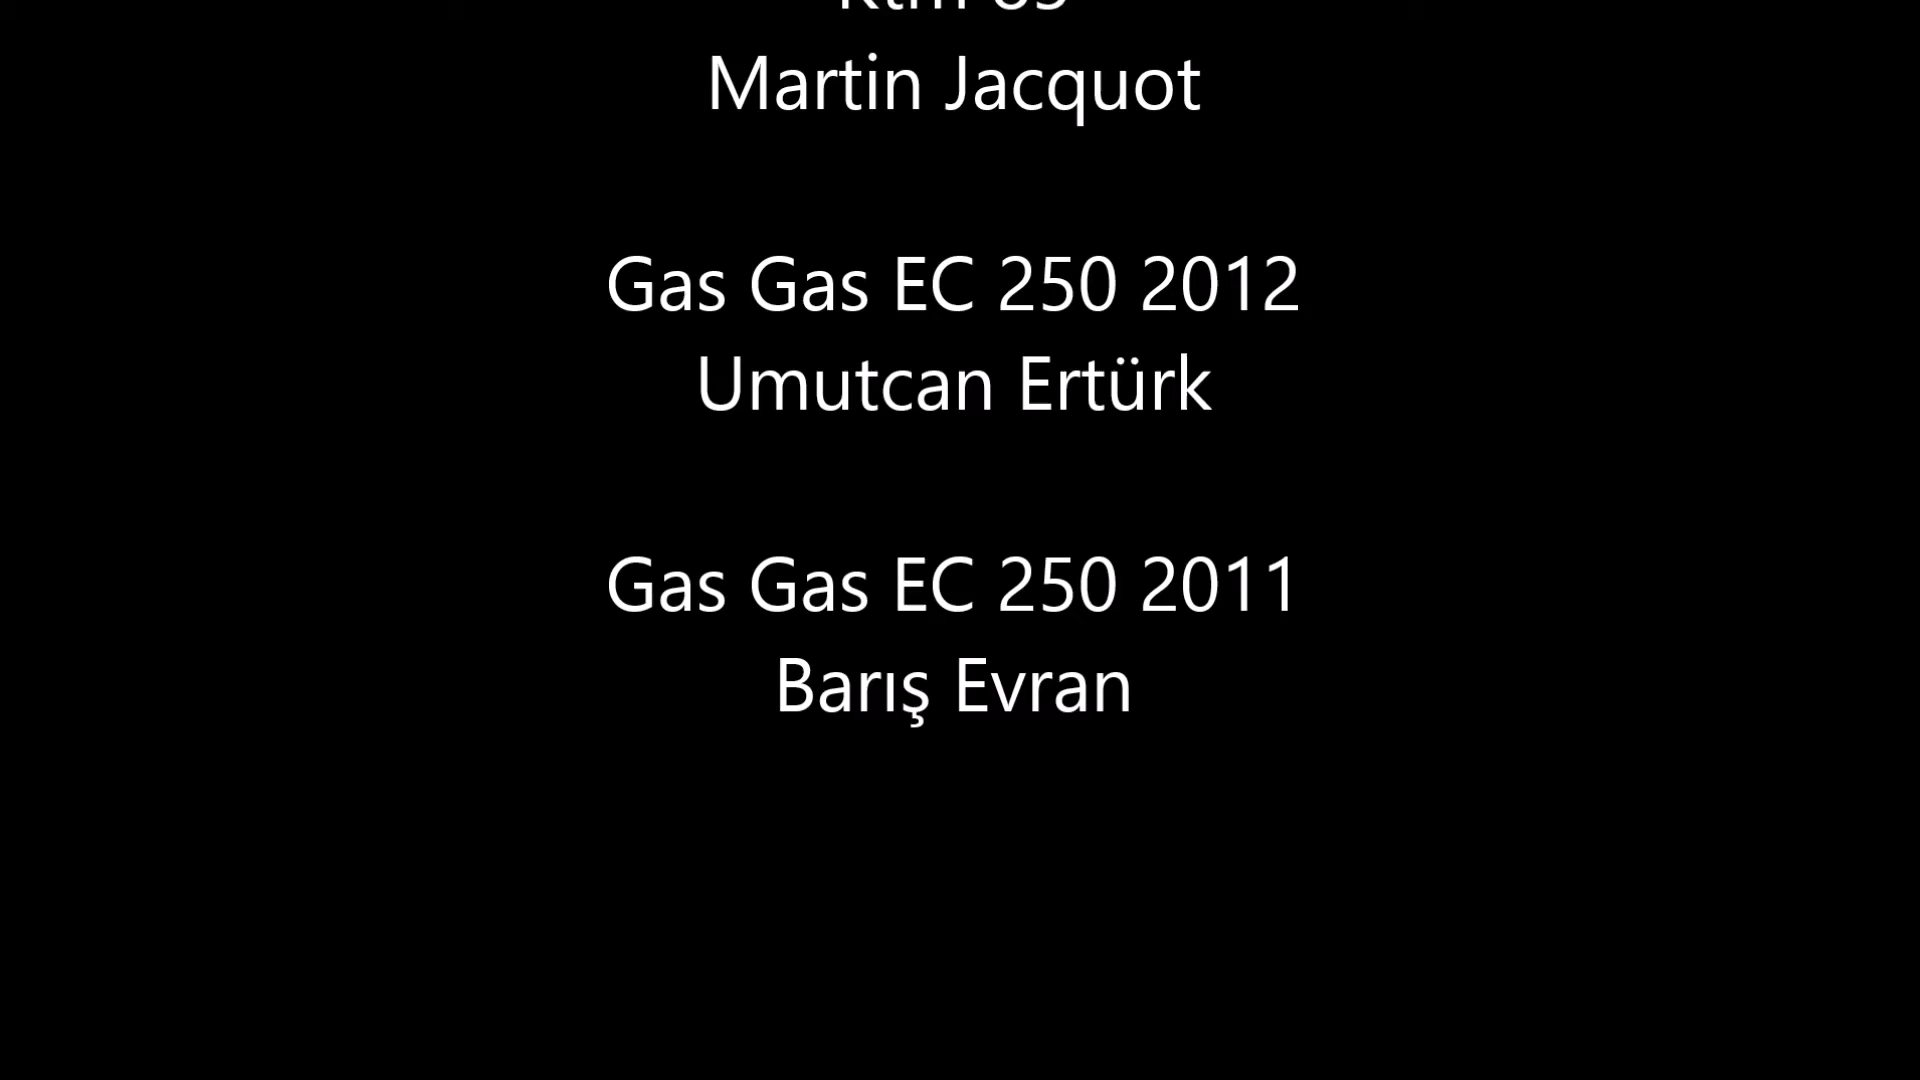 Martin Jacquot
Gas Gas EC 250 2012
Umutcan Ertürk
Gas Gas EC 250 2011
Barış Evran